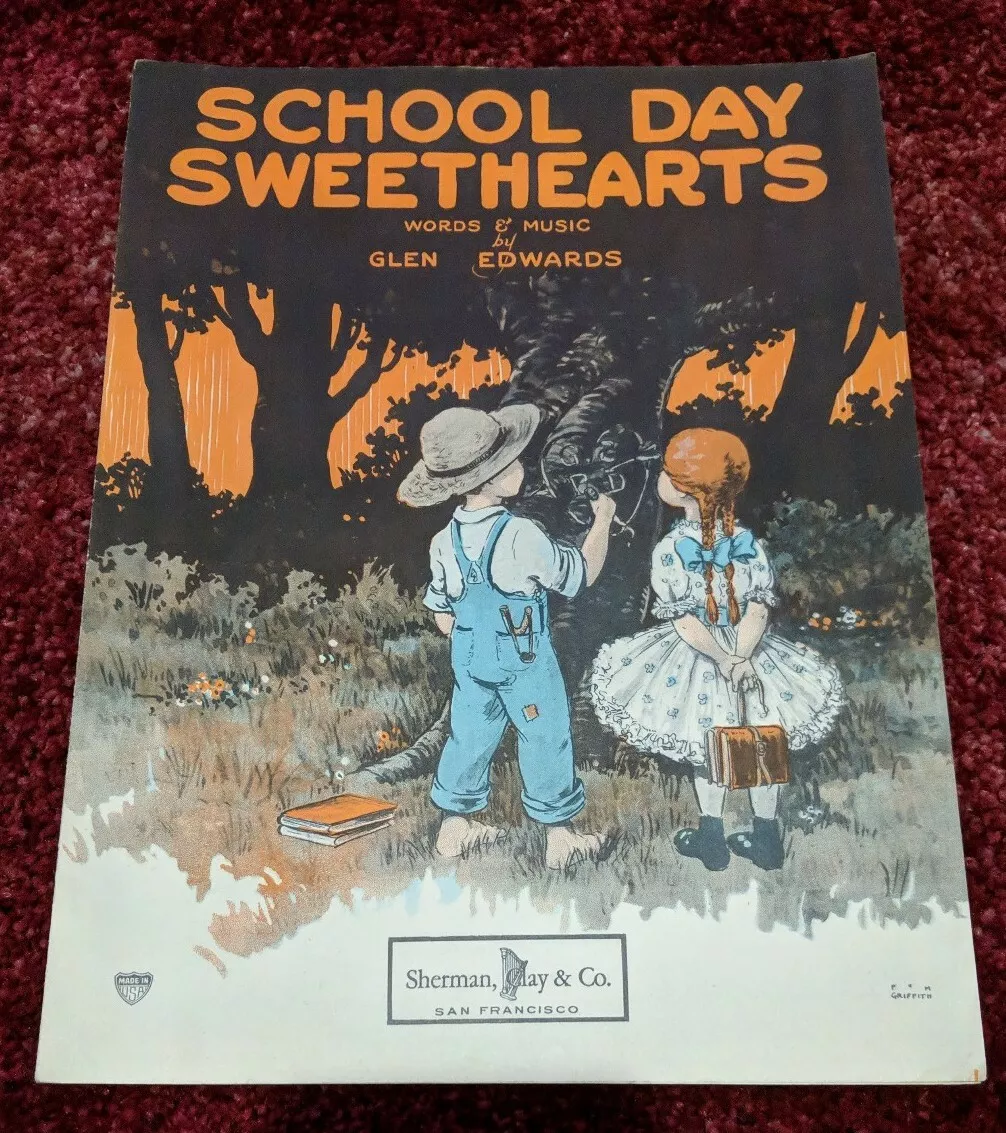 SCHOOL DAY
SWEETHEARTS
WORDS & MUSIC
by
GLEN EDWARDS
Sherman, Clay & Co.
SAN FRANCISCO
MADE IN
USA
GRIFFITH